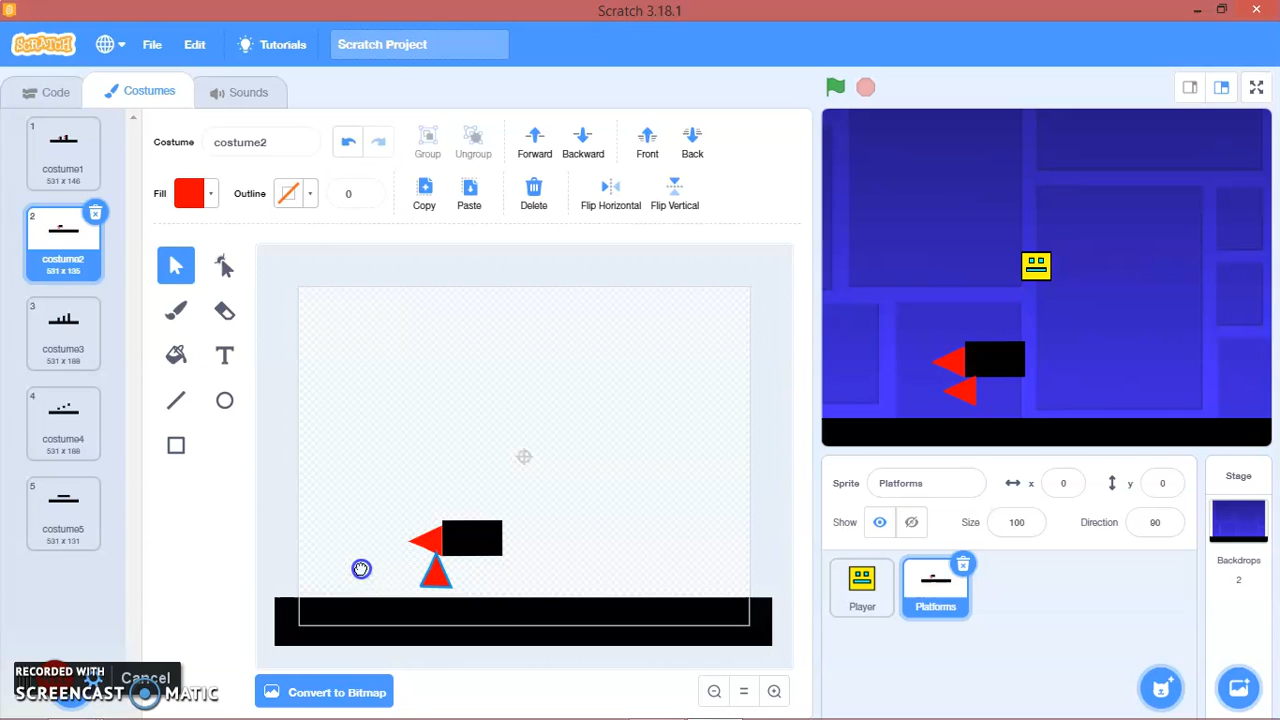 Scratch 3.18.1
SCRATCH File Edit Tutorials Scratch Project
Code Costumes Sounds
1
costume1
531 x 146
2
costume2
531 x 135
3
costume3
531 x 188
4
costume4
531 x 188
5
costume5
531 x 131
Costume costume2 Group Ungroup Forward Backward Front Back
Fill Outline 0 Copy Paste Delete Flip Horizontal Flip Vertical
T
Convert to Bitmap
Sprite Platforms x 0 y 0
Show Size 100 Direction 90
Player
Platforms
Stage
Backdrops
2
RECORDED WITH
SCREENCAST MATIC
Cancel